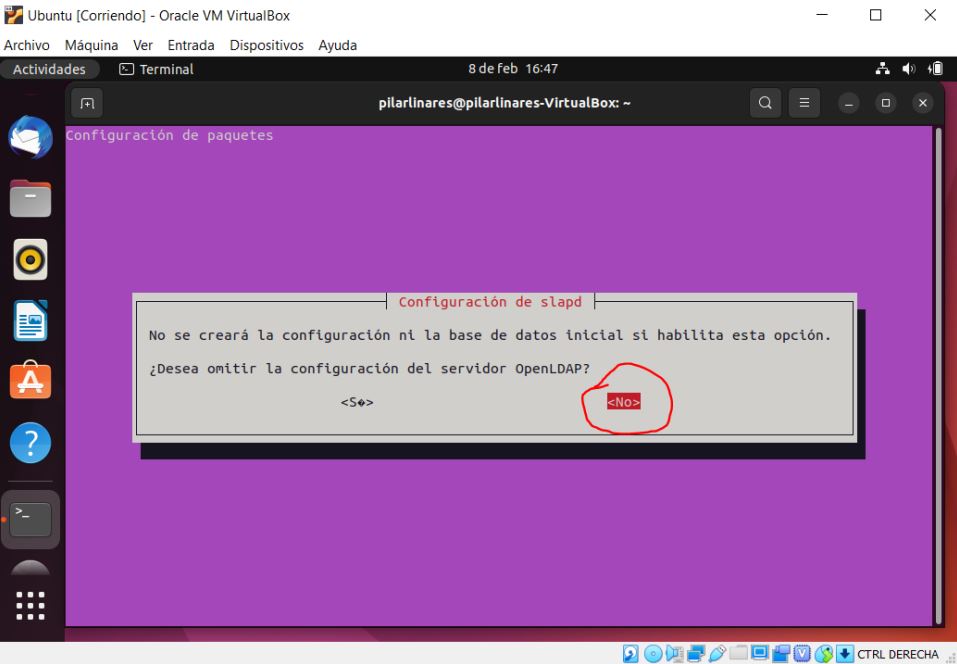 Ubuntu [Corriendo] - Oracle VM VirtualBox
Archivo Máquina Ver Entrada Dispositivos Ayuda
Actividades Terminal 8 de feb 16:47
pilarlinares@pilarlinares-VirtualBox: ~
Configuración de paquetes
Configuración de slapd
No se creará la configuración ni la base de datos inicial si habilita esta opción.
¿Desea omitir la configuración del servidor OpenLDAP?
<S�> <No>
CTRL DERECHA